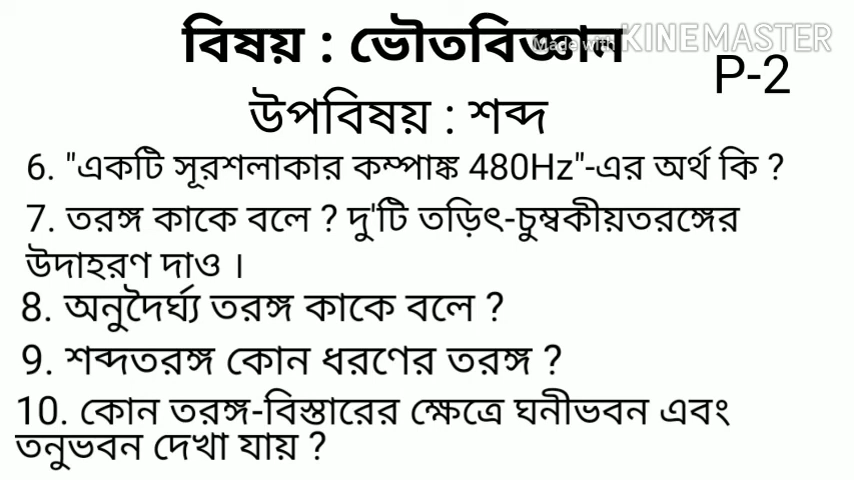 বিষয় : ভৌতবিজ্ঞান
Made with KINEMASTER
P-2
উপবিষয় : শব্দ
6. "একটি সূরশলাকার কম্পাঙ্ক 480Hz"-এর অর্থ কি ?
7. তরঙ্গ কাকে বলে ? দু'টি তড়িৎ-চুম্বকীয়তরঙ্গের
উদাহরণ দাও ।
8. অনুদৈর্ঘ্য তরঙ্গ কাকে বলে ?
9. শব্দতরঙ্গ কোন ধরণের তরঙ্গ ?
10. কোন তরঙ্গ-বিস্তারের ক্ষেত্রে ঘনীভবন এবং
তনুভবন দেখা যায় ?